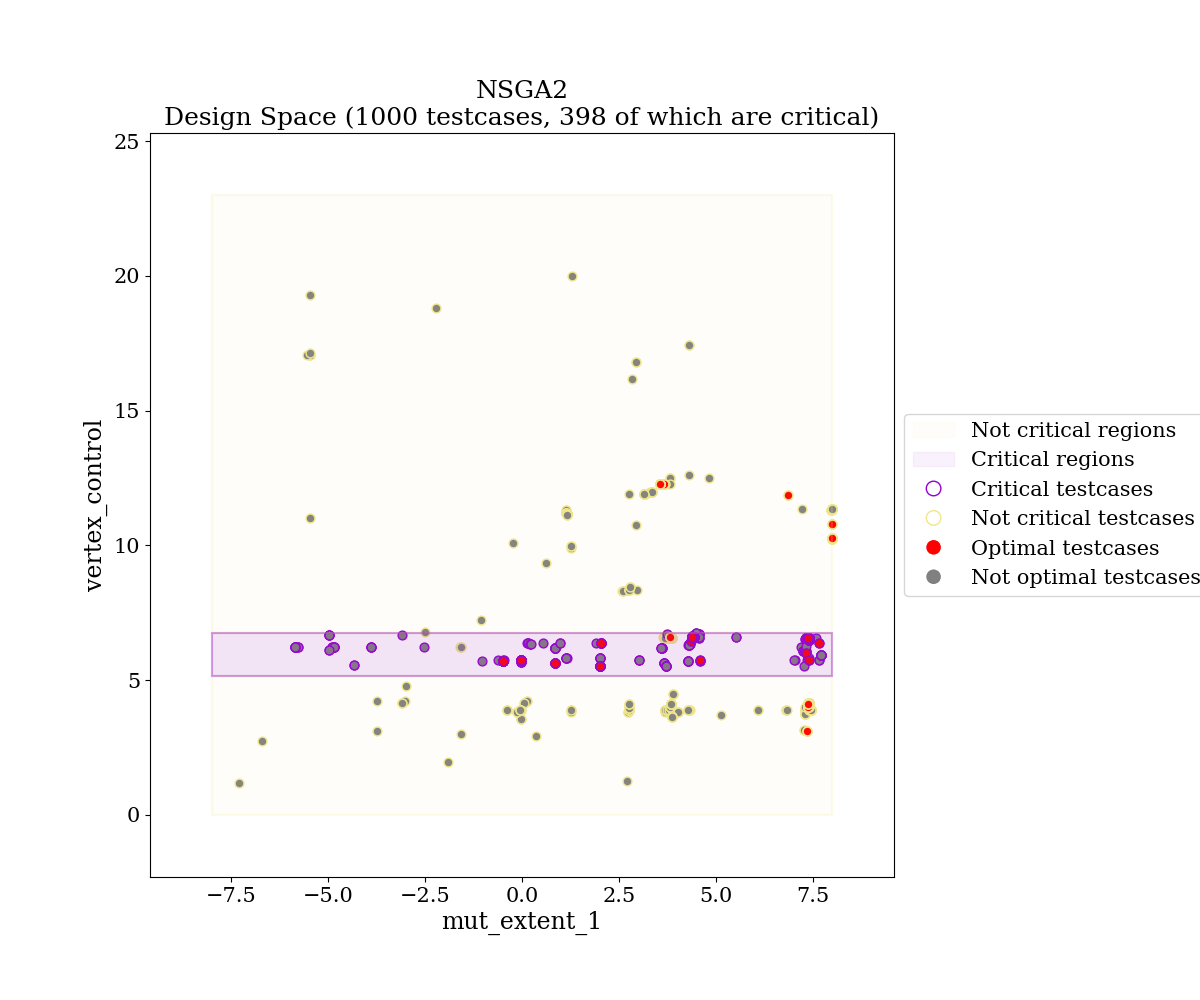 NSGA2
Design Space (1000 testcases, 398 of which are critical)
25
20
15
10
5
0
vertex_control
−7.5
−5.0
−2.5
0.0
2.5
5.0
7.5
mut_extent_1
Not critical regions
Critical regions
Critical testcases
Not critical testcases
Optimal testcases
Not optimal testcases